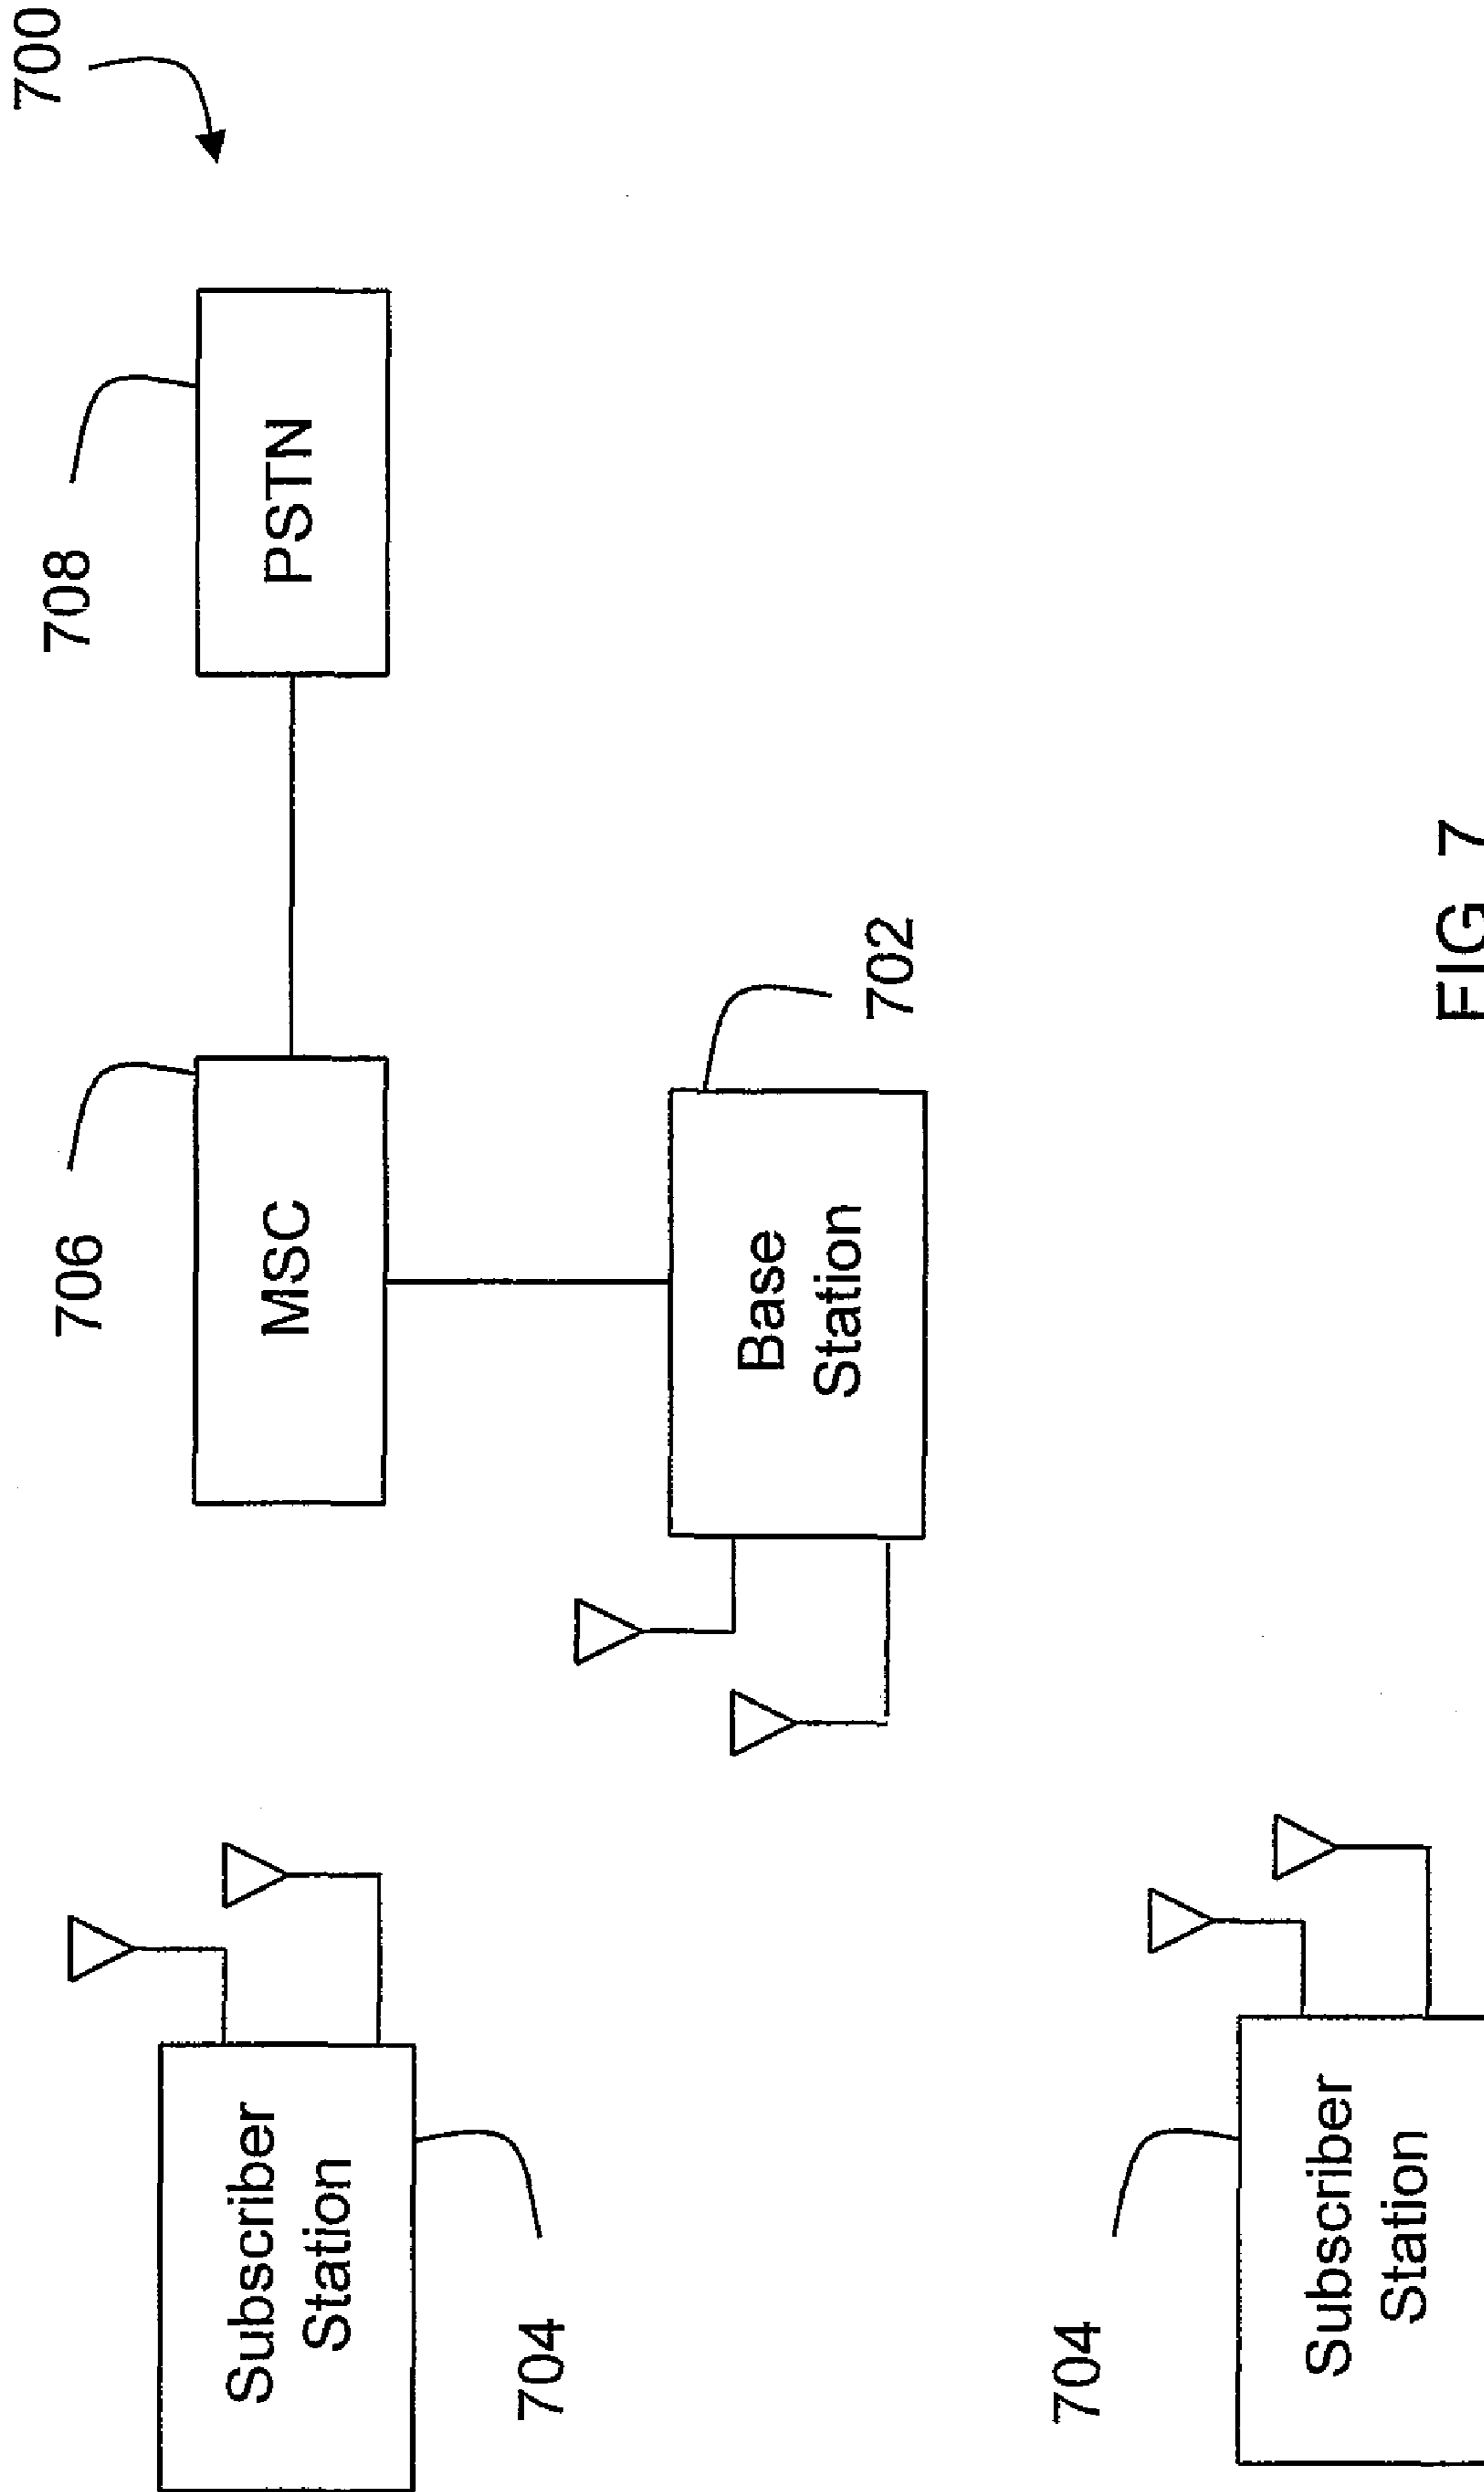 700
708
PSTN
706
MSC
702
Base
Station
Subscriber
Station
704
704
Subscriber
Station
FIG 7